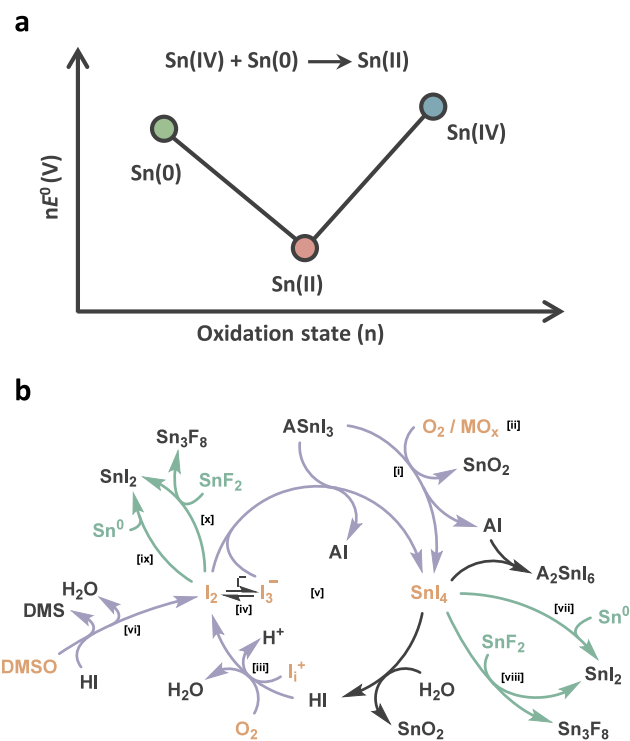 a
Sn(IV) + Sn(0) ⟶ Sn(II)
nE⁰ (V)
Sn(0)
Sn(IV)
Sn(II)
Oxidation state (n)
b
ASnI₃
O₂ / MOₓ [ii]
Sn₃F₈
SnO₂
SnI₂
SnF₂
[i]
Sn⁰
[x]
AI
[ix]
AI
A₂SnI₆
H₂O
I₂
I⁻
I₃⁻
[v]
SnI₄
DMS
[iv]
[vii]
Sn⁰
[vi]
H⁺
SnF₂
DMSO
[iii]
Iᵢ⁺
SnI₂
HI
H₂O
HI
H₂O
[viii]
O₂
SnO₂
Sn₃F₈